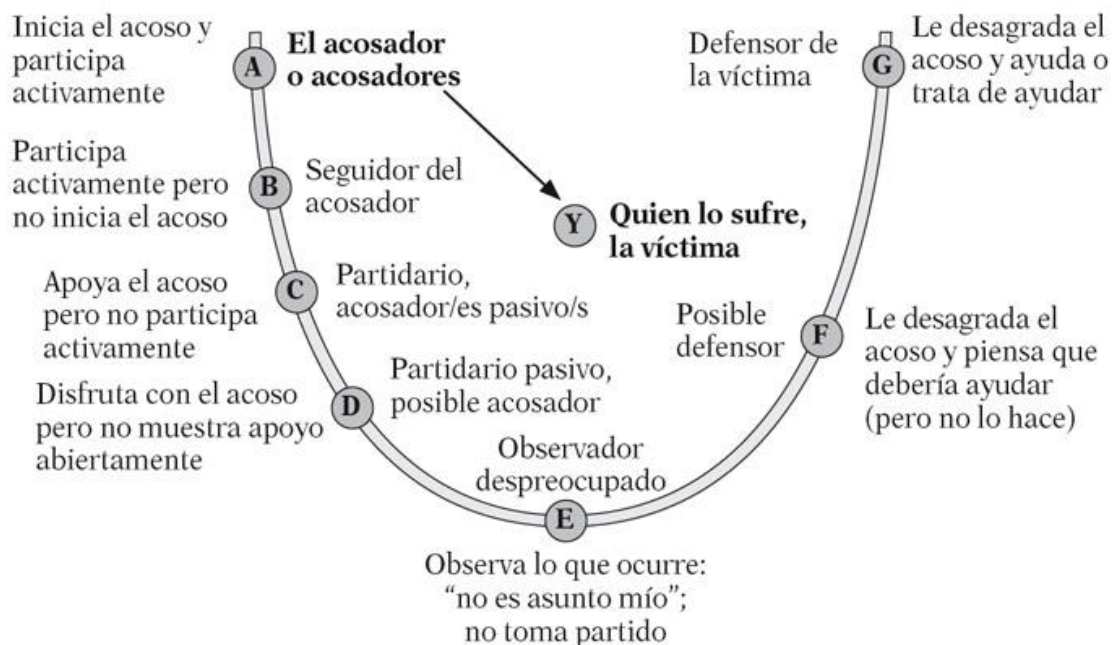 Inicia el acoso y
participa
activamente
A
El acosador
o acosadores
Defensor de
la víctima
G
Le desagrada el
acoso y ayuda o
trata de ayudar
Participa
activamente pero
no inicia el acoso
B
Seguidor del
acosador
Y
Quien lo sufre,
la víctima
Apoya el acoso
pero no participa
activamente
C
Partidario,
acosador/es pasivo/s
Posible
defensor
F
Le desagrada el
acoso y piensa que
debería ayudar
(pero no lo hace)
Disfruta con el acoso
pero no muestra apoyo
abiertamente
D
Partidario pasivo,
posible acosador
Observador
despreocupado
E
Observa lo que ocurre:
“no es asunto mío”;
no toma partido